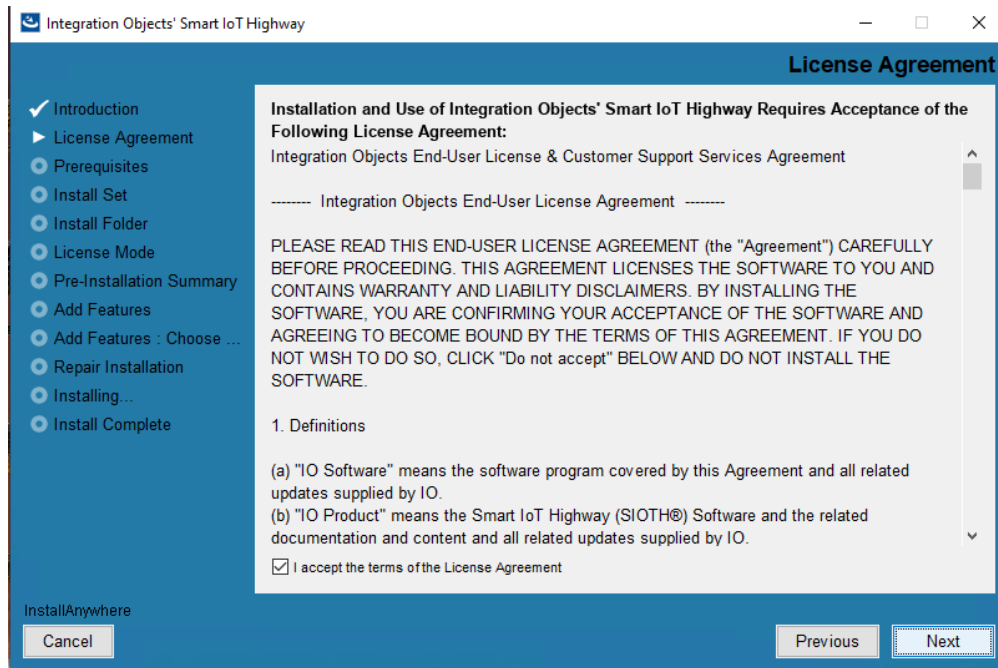 Integration Objects' Smart IoT Highway
License Agreement
Introduction
License Agreement
Prerequisites
Install Set
Install Folder
License Mode
Pre-Installation Summary
Add Features
Add Features : Choose ...
Repair Installation
Installing...
Install Complete
Installation and Use of Integration Objects' Smart IoT Highway Requires Acceptance of the
Following License Agreement:
Integration Objects End-User License & Customer Support Services Agreement
-------- Integration Objects End-User License Agreement --------
PLEASE READ THIS END-USER LICENSE AGREEMENT (the "Agreement") CAREFULLY
BEFORE PROCEEDING. THIS AGREEMENT LICENSES THE SOFTWARE TO YOU AND
CONTAINS WARRANTY AND LIABILITY DISCLAIMERS. BY INSTALLING THE
SOFTWARE, YOU ARE CONFIRMING YOUR ACCEPTANCE OF THE SOFTWARE AND
AGREEING TO BECOME BOUND BY THE TERMS OF THIS AGREEMENT. IF YOU DO
NOT WISH TO DO SO, CLICK "Do not accept" BELOW AND DO NOT INSTALL THE
SOFTWARE.
1. Definitions
(a) "IO Software" means the software program covered by this Agreement and all related
updates supplied by IO.
(b) "IO Product" means the Smart IoT Highway (SIOTH®) Software and the related
documentation and content and all related updates supplied by IO.
I accept the terms of the License Agreement
InstallAnywhere
Cancel
Previous
Next